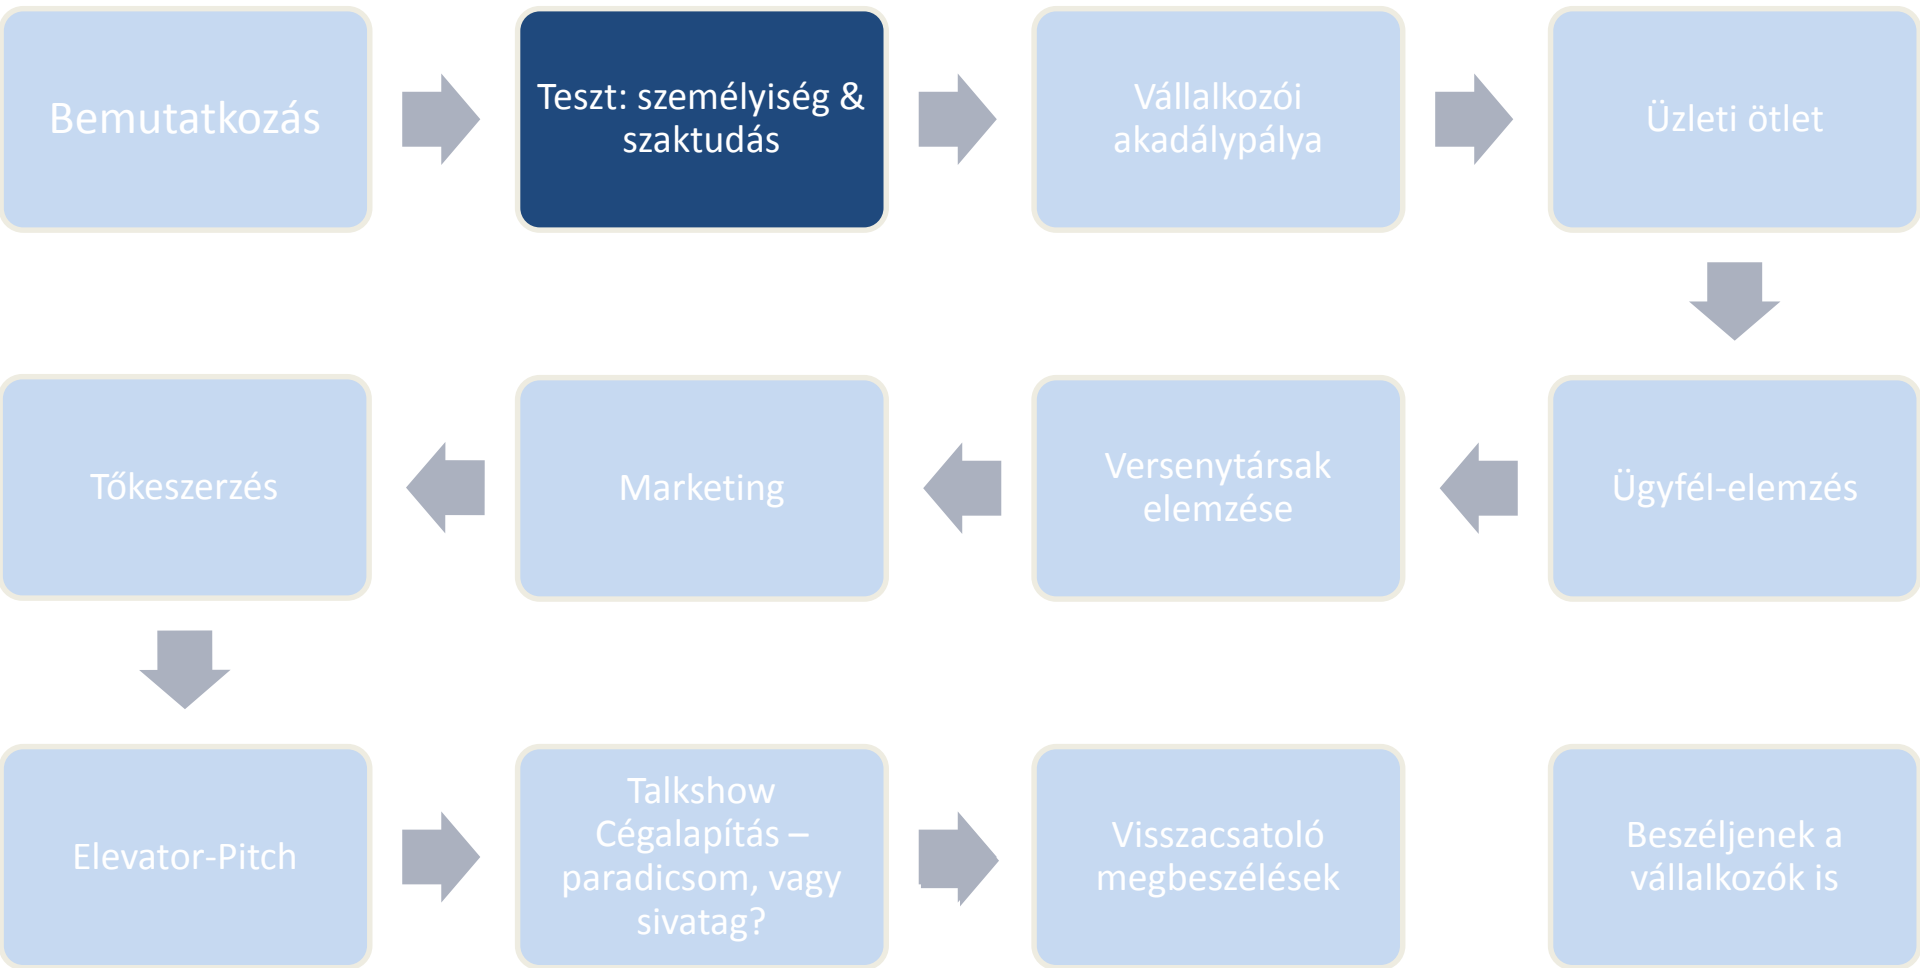 Bemutatkozás
Teszt: személyiség &
szaktudás
Vállalkozói
akadálypálya
Üzleti ötlet
Ügyfél-elemzés
Versenytársak
elemzése
Marketing
Tőkeszerzés
Elevator-Pitch
Talkshow
Cégalapítás –
paradicsom, vagy
sivatag?
Visszacsatoló
megbeszélések
Beszéljenek a
vállalkozók is